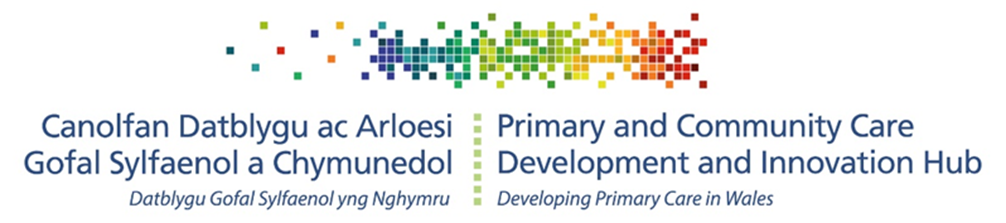 Canolfan Datblygu ac Arloesi
Gofal Sylfaenol a Chymunedol
Datblygu Gofal Sylfaenol yng Nghymru
Primary and Community Care
Development and Innovation Hub
Developing Primary Care in Wales